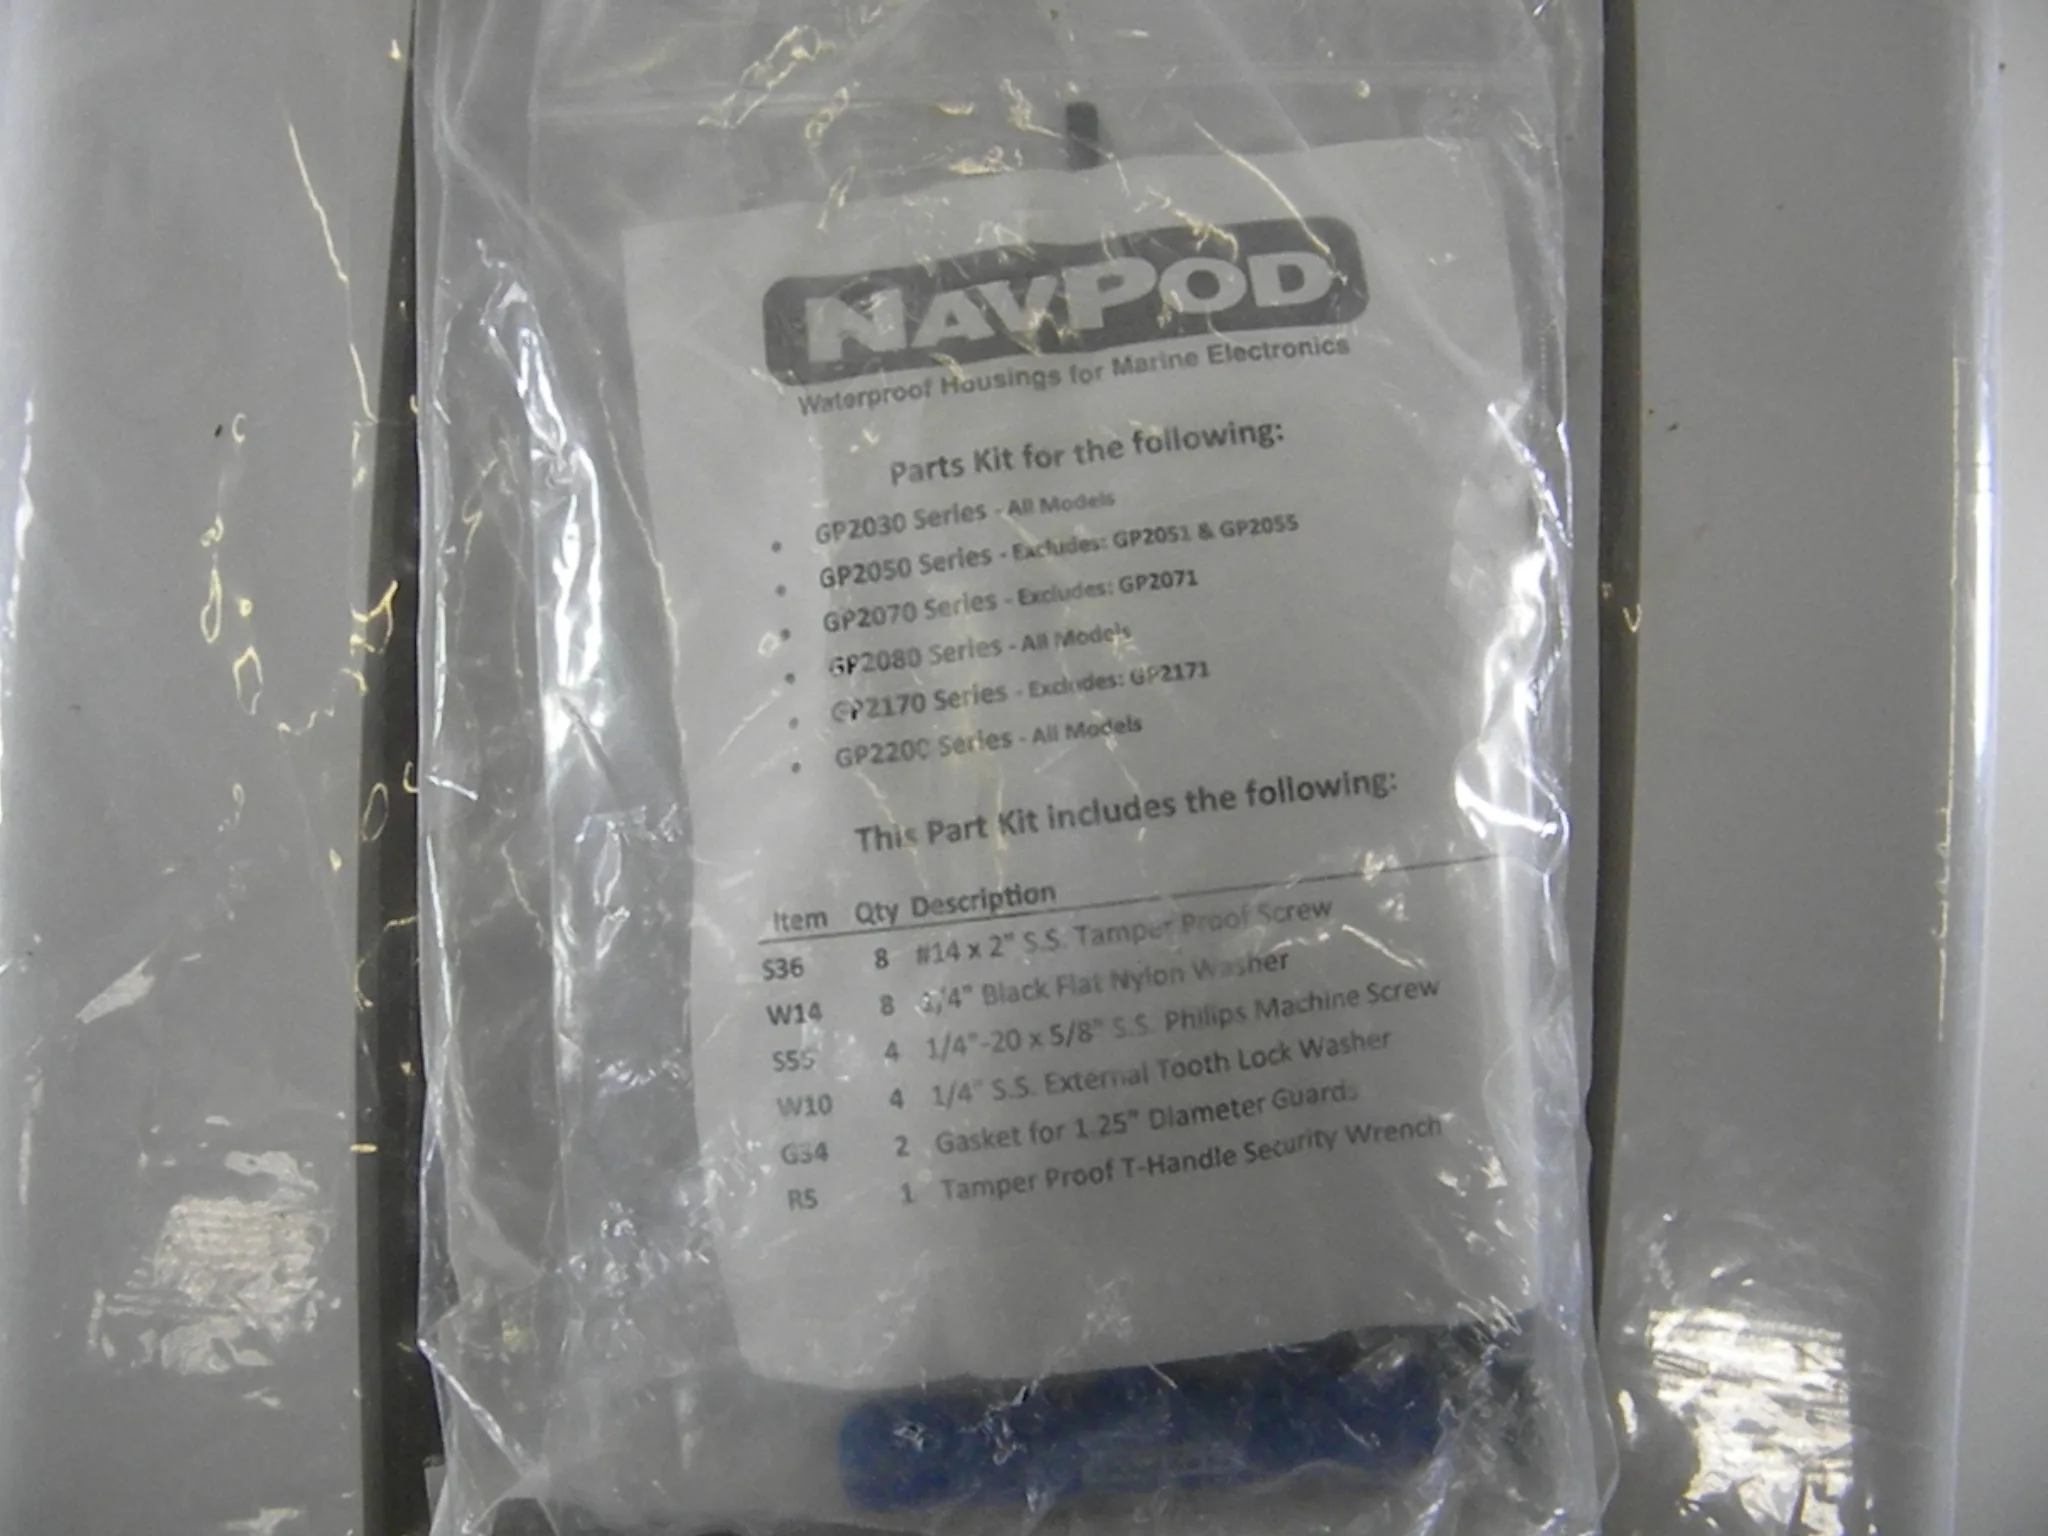 NAVPOD
Waterproof Housings for Marine Electronics
Parts Kit for the following:
• GP2030 Series - All Models
• GP2050 Series - Excludes: GP2051 & GP2055
• GP2070 Series - Excludes: GP2071
• GP2080 Series - All Models
• GP2170 Series - Excludes: GP2171
• GP2200 Series - All Models
This Part Kit includes the following:
Item Qty Description
S36 8 #14 x 2" S.S. Tamper Proof Screw
W14 8 1/4" Black Flat Nylon Washer
S55 4 1/4"-20 x 5/8" S.S. Philips Machine Screw
W10 4 1/4" S.S. External Tooth Lock Washer
G34 2 Gasket for 1.25" Diameter Guards
R5 1 Tamper Proof T-Handle Security Wrench